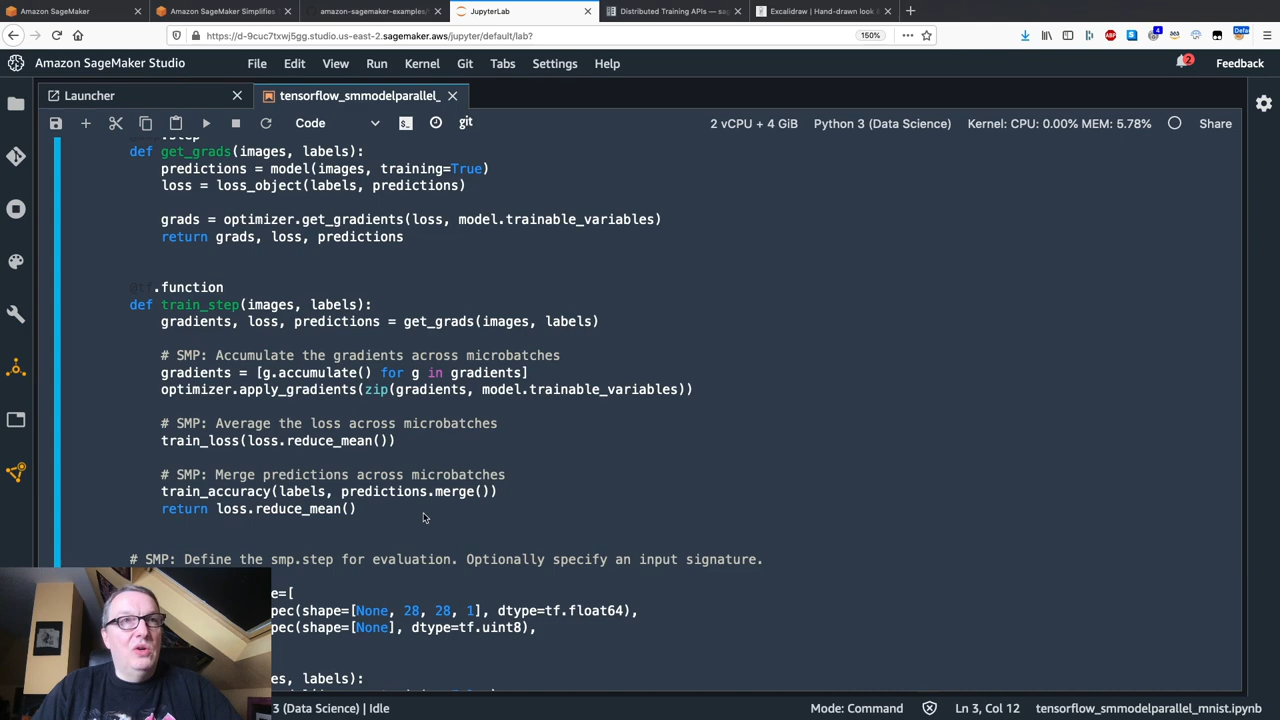 Amazon SageMaker
Amazon SageMaker Simplifies
amazon-sagemaker-examples/
JupyterLab
Distributed Training APIs — sag
Excalidraw | Hand-drawn look &
https://d-9cuc7txwj5gg.studio.us-east-2.sagemaker.aws/jupyter/default/lab?
150%
Amazon SageMaker Studio
File Edit View Run Kernel Git Tabs Settings Help
2
Feedback
Launcher
tensorflow_smmodelparallel_
Code
git
2 vCPU + 4 GiB
Python 3 (Data Science)
Kernel: CPU: 0.00% MEM: 5.78%
Share
def get_grads(images, labels):
predictions = model(images, training=True)
loss = loss_object(labels, predictions)
grads = optimizer.get_gradients(loss, model.trainable_variables)
return grads, loss, predictions
@tf.function
def train_step(images, labels):
gradients, loss, predictions = get_grads(images, labels)
# SMP: Accumulate the gradients across microbatches
gradients = [g.accumulate() for g in gradients]
optimizer.apply_gradients(zip(gradients, model.trainable_variables))
# SMP: Average the loss across microbatches
train_loss(loss.reduce_mean())
# SMP: Merge predictions across microbatches
train_accuracy(labels, predictions.merge())
return loss.reduce_mean()
# SMP: Define the smp.step for evaluation. Optionally specify an input signature.
e=[
pec(shape=[None, 28, 28, 1], dtype=tf.float64),
pec(shape=[None], dtype=tf.uint8),
es, labels):
3 (Data Science) | Idle
Mode: Command
Ln 3, Col 12
tensorflow_smmodelparallel_mnist.ipynb